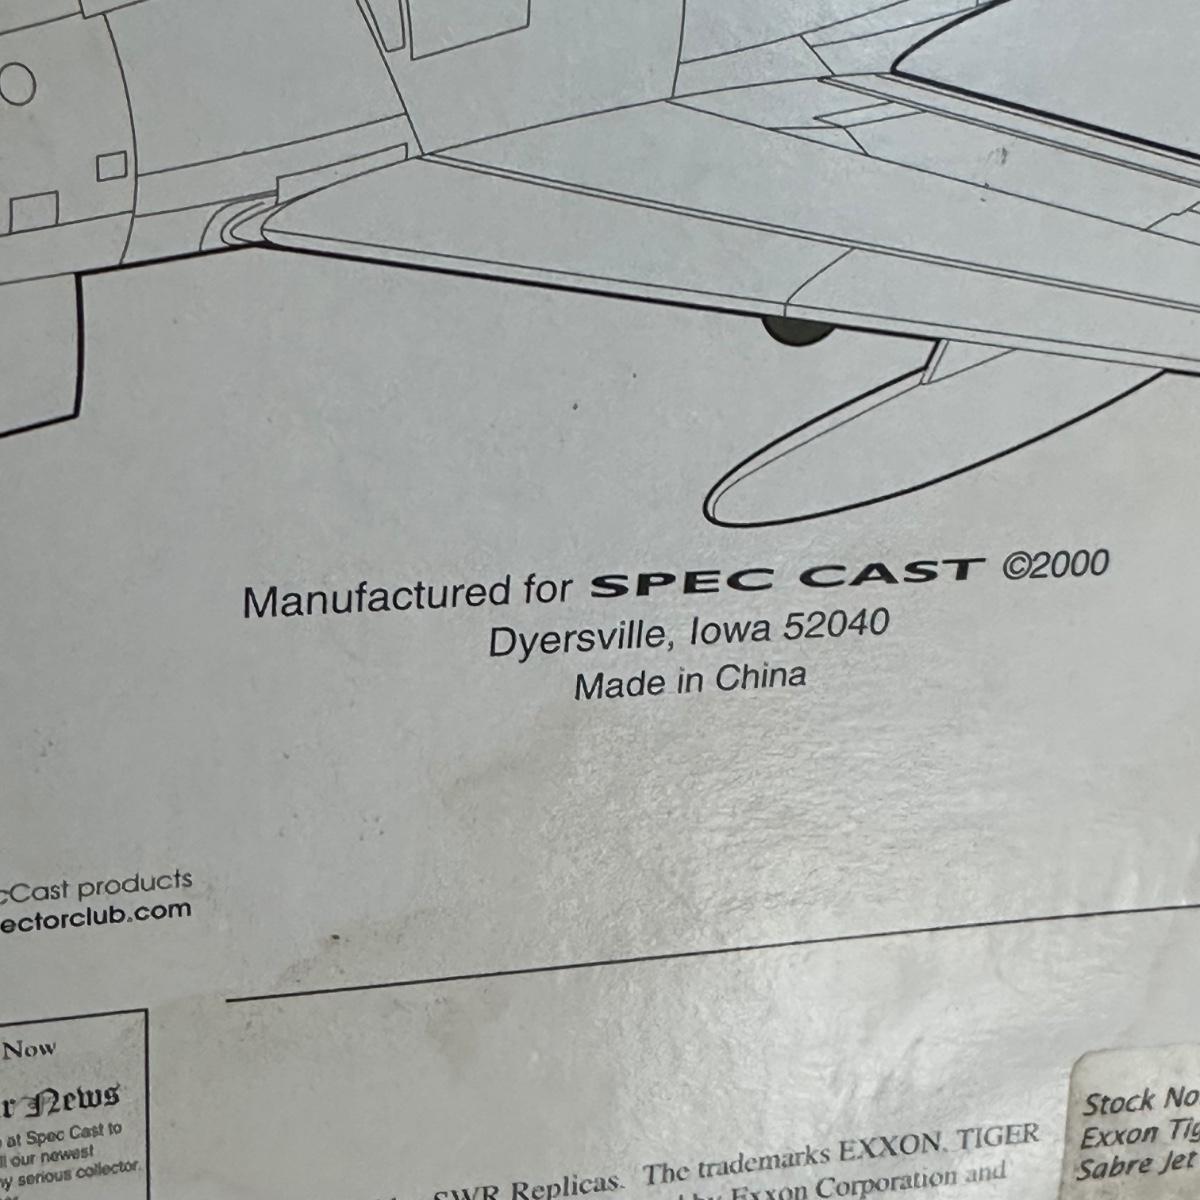 Manufactured for SPEC CAST ©2000
Dyersville, Iowa 52040
Made in China
cCast products
ectorclub.com
Now
r News
at Spec Cast to
ll our newest
y serious collector.
SWR Replicas. The trademarks EXXON, TIGER
Exxon Corporation and
Stock No
Exxon Tig
Sabre Jet